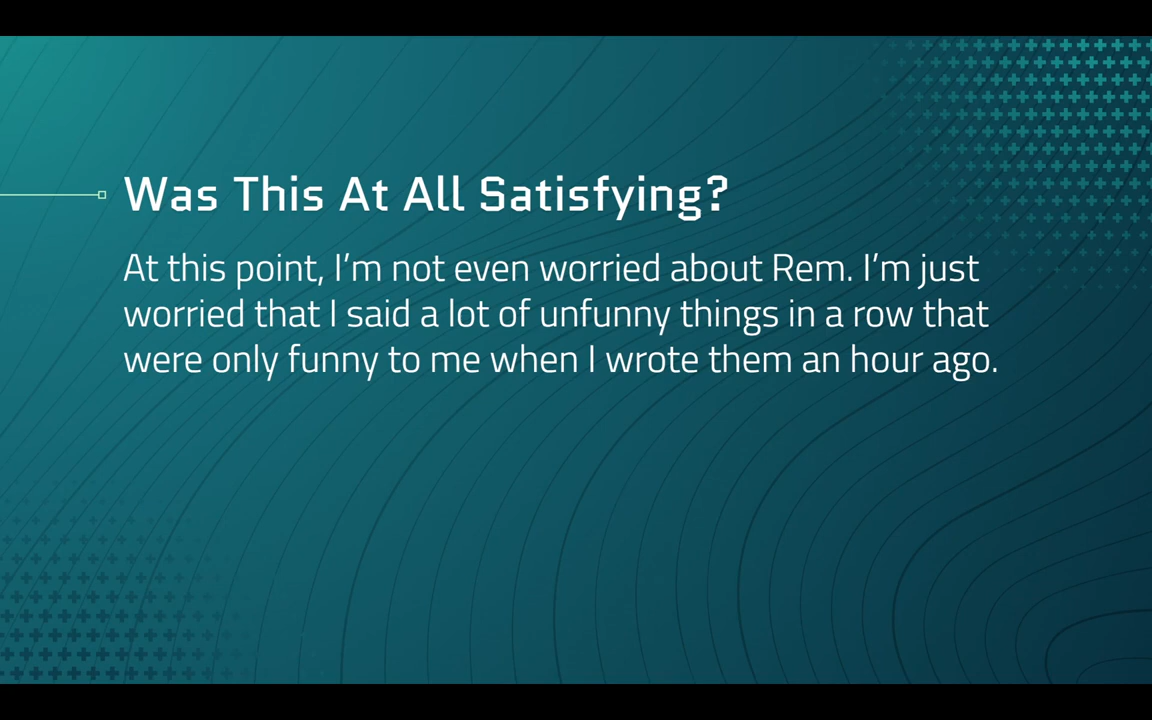 Was This At All Satisfying?
At this point, I’m not even worried about Rem. I’m just
worried that I said a lot of unfunny things in a row that
were only funny to me when I wrote them an hour ago.